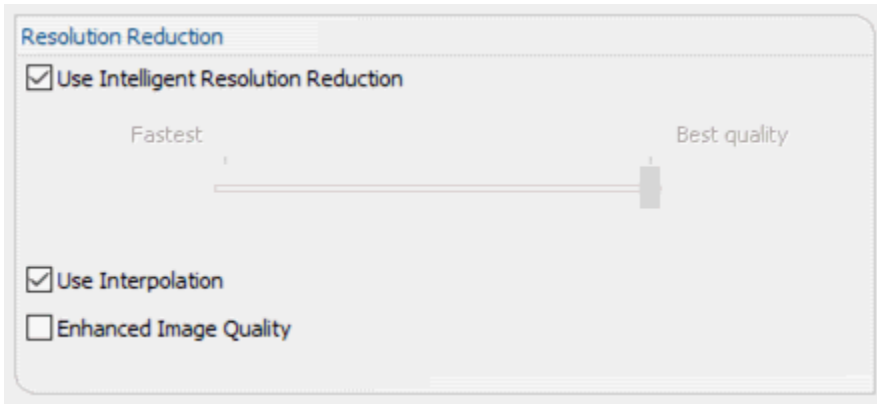 Resolution Reduction
Use Intelligent Resolution Reduction
Fastest Best quality
Use Interpolation
Enhanced Image Quality